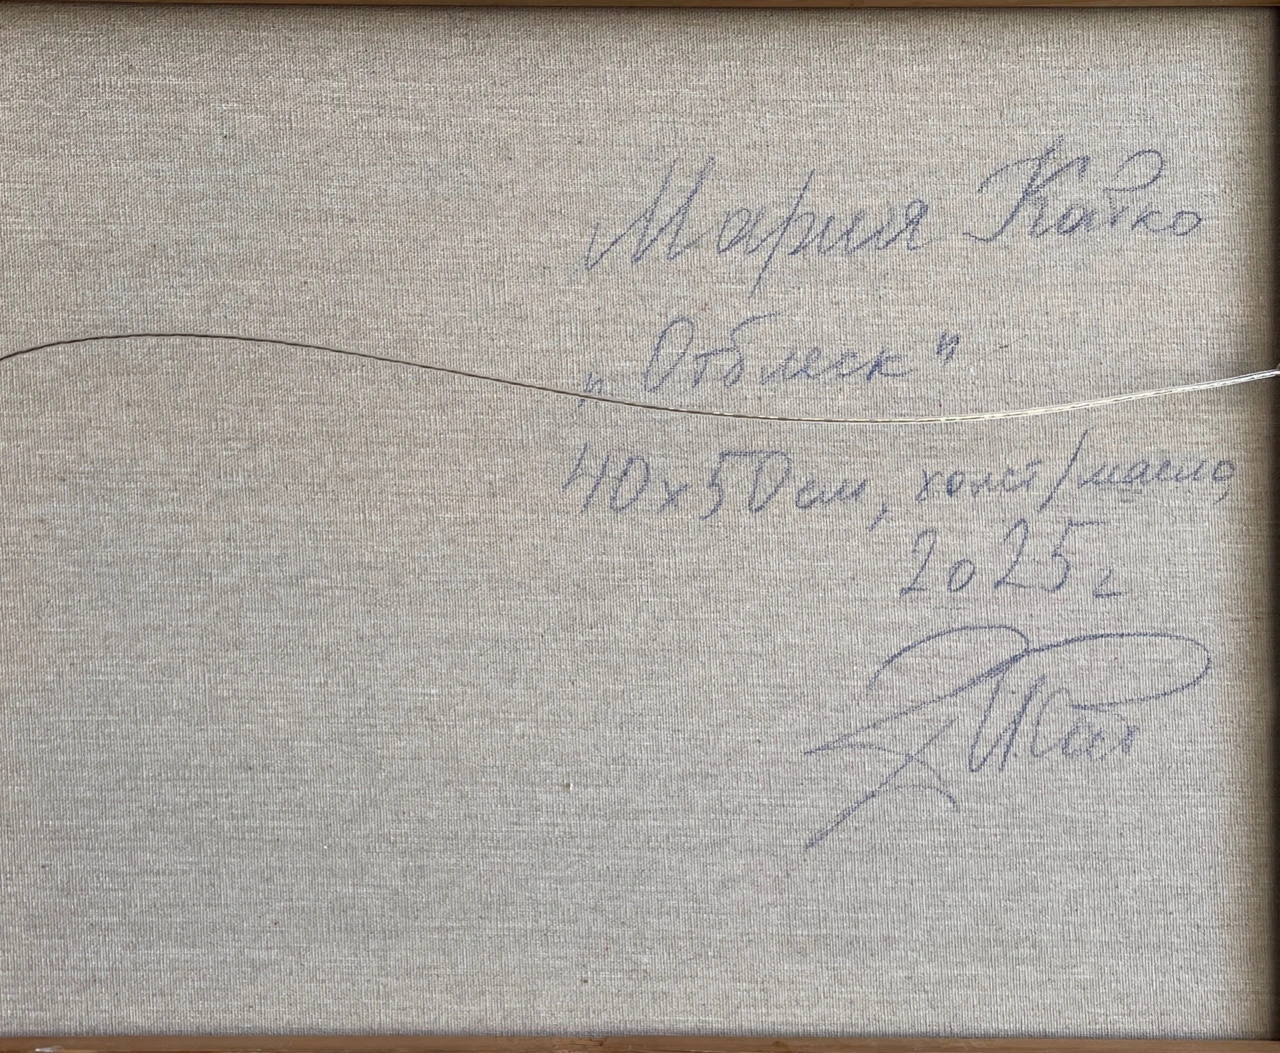 Мария Кайко
„Отблеск"
40х50см, холст/масло,
2025г